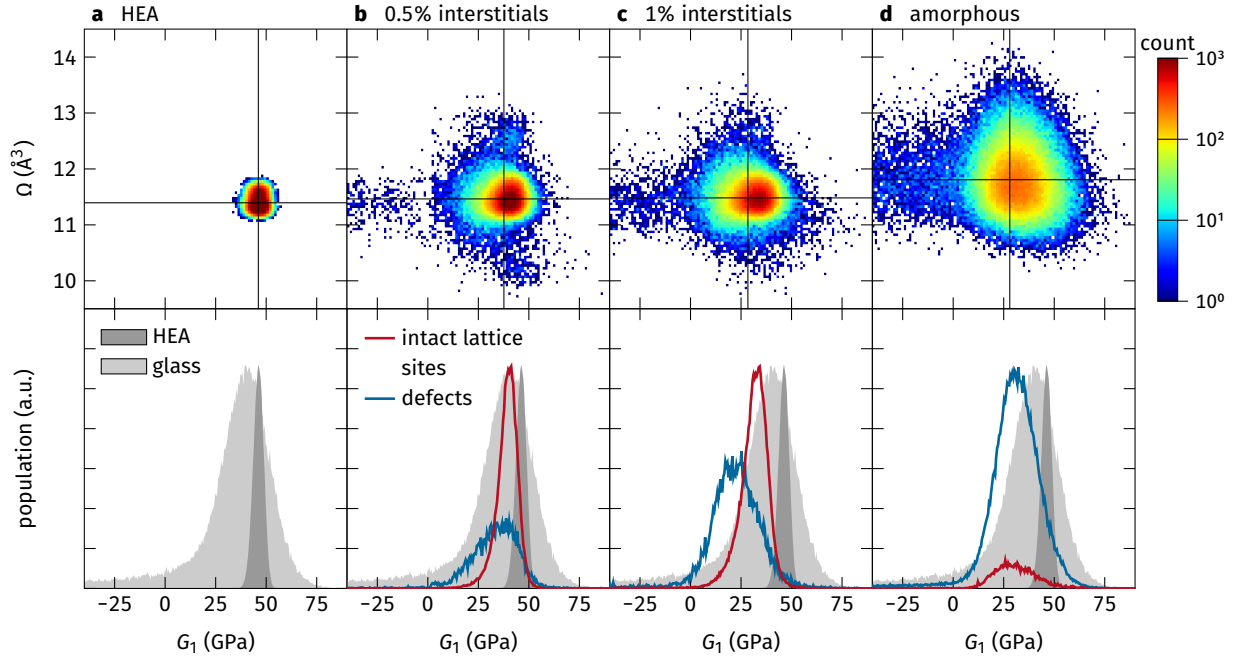 a HEA
b 0.5% interstitials
c 1% interstitials
d amorphous
count
14
13
12
11
10
Ω (Å³)
10³
10²
10¹
10⁰
HEA
glass
intact lattice
sites
defects
population (a.u.)
−25 0 25 50 75
−25 0 25 50 75
−25 0 25 50 75
−25 0 25 50 75
G₁ (GPa)
G₁ (GPa)
G₁ (GPa)
G₁ (GPa)